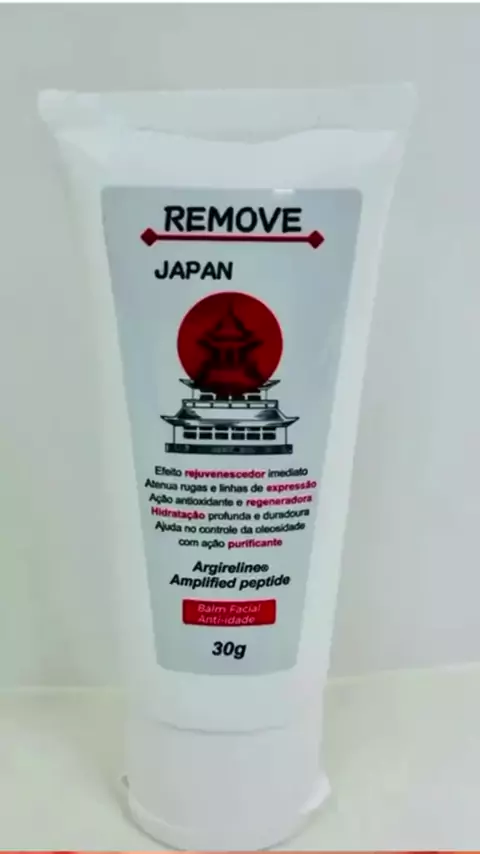 REMOVE
JAPAN
Efeito rejuvenescedor imediato
Atenua rugas e linhas de expressão
Ação antioxidante e regeneradora
Hidratação profunda e duradoura
Ajuda no controle da oleosidade
com ação purificante
Argireline®
Amplified peptide
Balm Facial
Anti-idade
30g